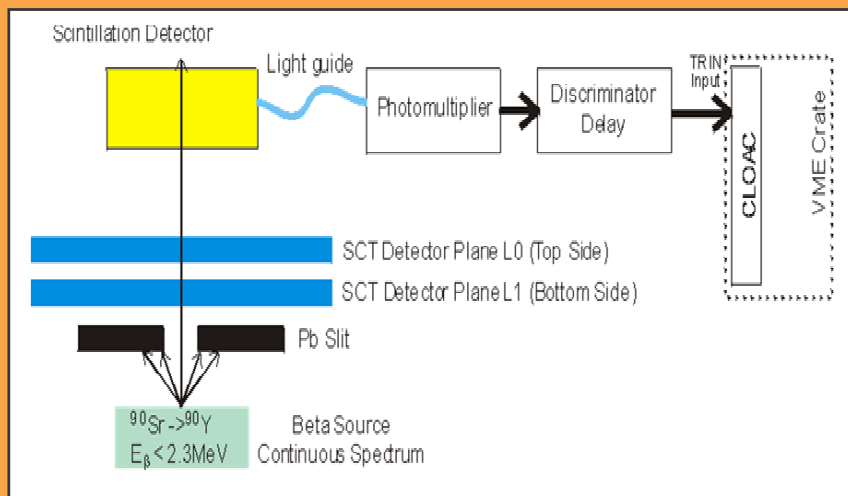 Scintillation Detector
Light guide
Photomultiplier
Discriminator
Delay
TRIN
Input
CLOAC
VME Crate
SCT Detector Plane L0 (Top Side)
SCT Detector Plane L1 (Bottom Side)
Pb Slit
⁹⁰Sr->⁹⁰Y
Eᵦ<2.3MeV
Beta Source
Continuous Spectrum